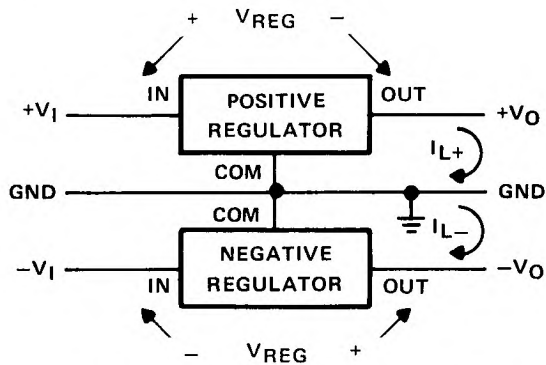 + VREG −
IN POSITIVE REGULATOR OUT
+VI +VO
COM
IL+
GND GND
COM
IL−
NEGATIVE REGULATOR
−VI −VO
IN OUT
− VREG +